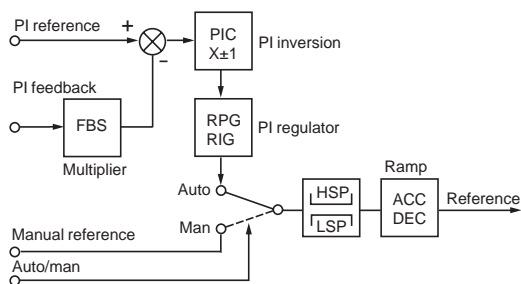 PI reference
+
–
PIC
X±1
PI inversion
PI feedback
FBS
Multiplier
RPG
RIG
PI regulator
Auto
Man
HSP
LSP
Ramp
ACC
DEC
Reference
Manual reference
Auto/man